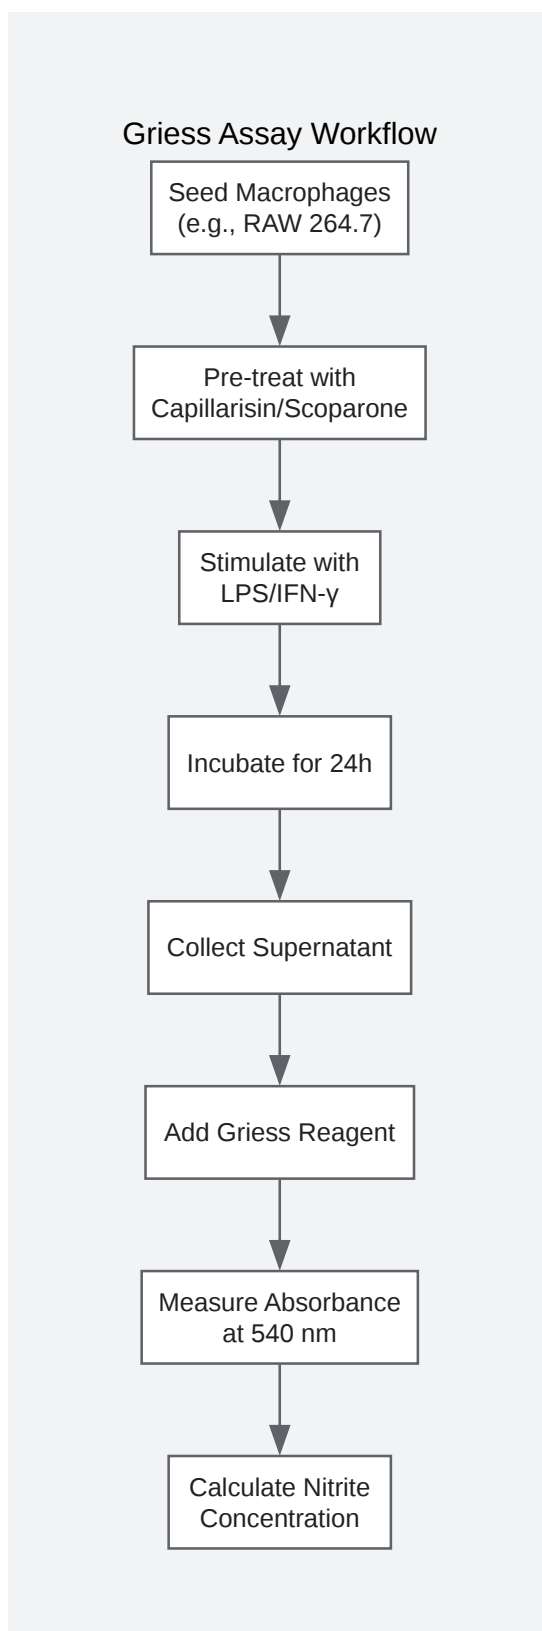 Griess Assay Workflow
Seed Macrophages
(e.g., RAW 264.7)
Pre-treat with
Capillarisin/Scoparone
Stimulate with
LPS/IFN-γ
Incubate for 24h
Collect Supernatant
Add Griess Reagent
Measure Absorbance
at 540 nm
Calculate Nitrite
Concentration